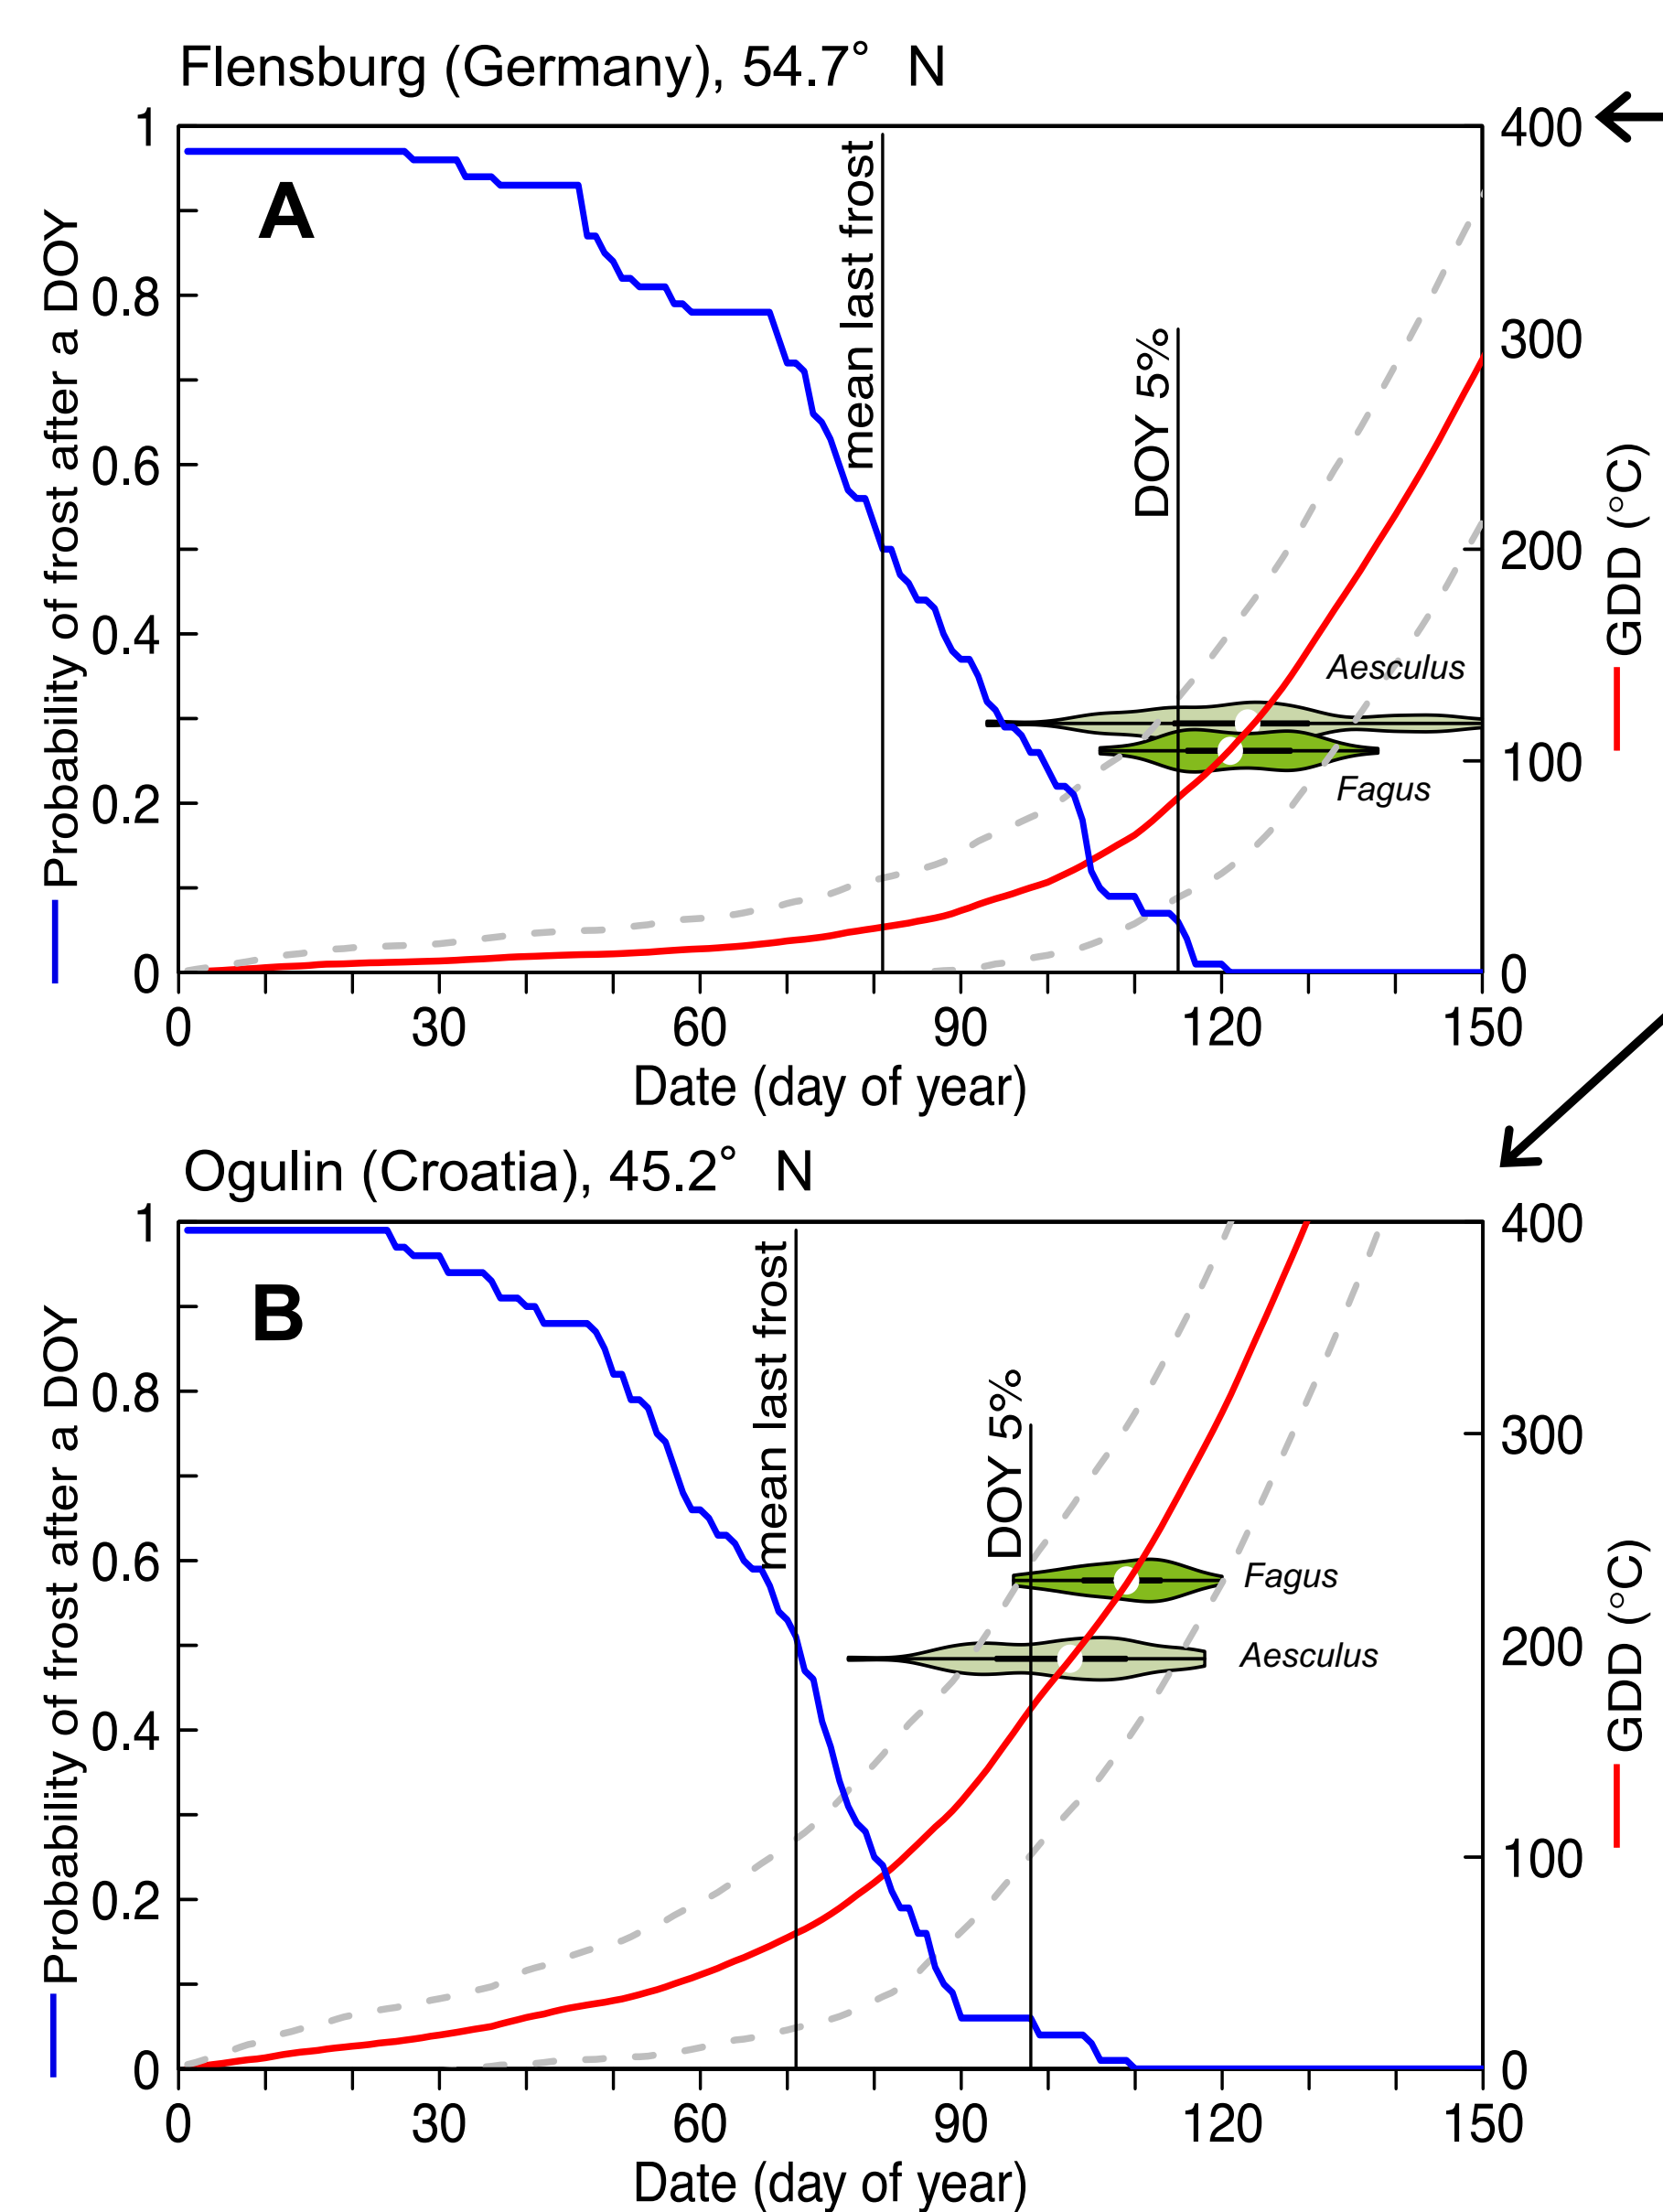 Flensburg (Germany), 54.7° N
A
mean last frost
DOY 5%
Aesculus
Fagus
Probability of frost after a DOY
1
0.8
0.6
0.4
0.2
0
400
300
200
100
0
GDD (°C)
0 30 60 90 120 150
Date (day of year)
Ogulin (Croatia), 45.2° N
B
mean last frost
DOY 5%
Fagus
Aesculus
Probability of frost after a DOY
1
0.8
0.6
0.4
0.2
0
400
300
200
100
0
GDD (°C)
0 30 60 90 120 150
Date (day of year)